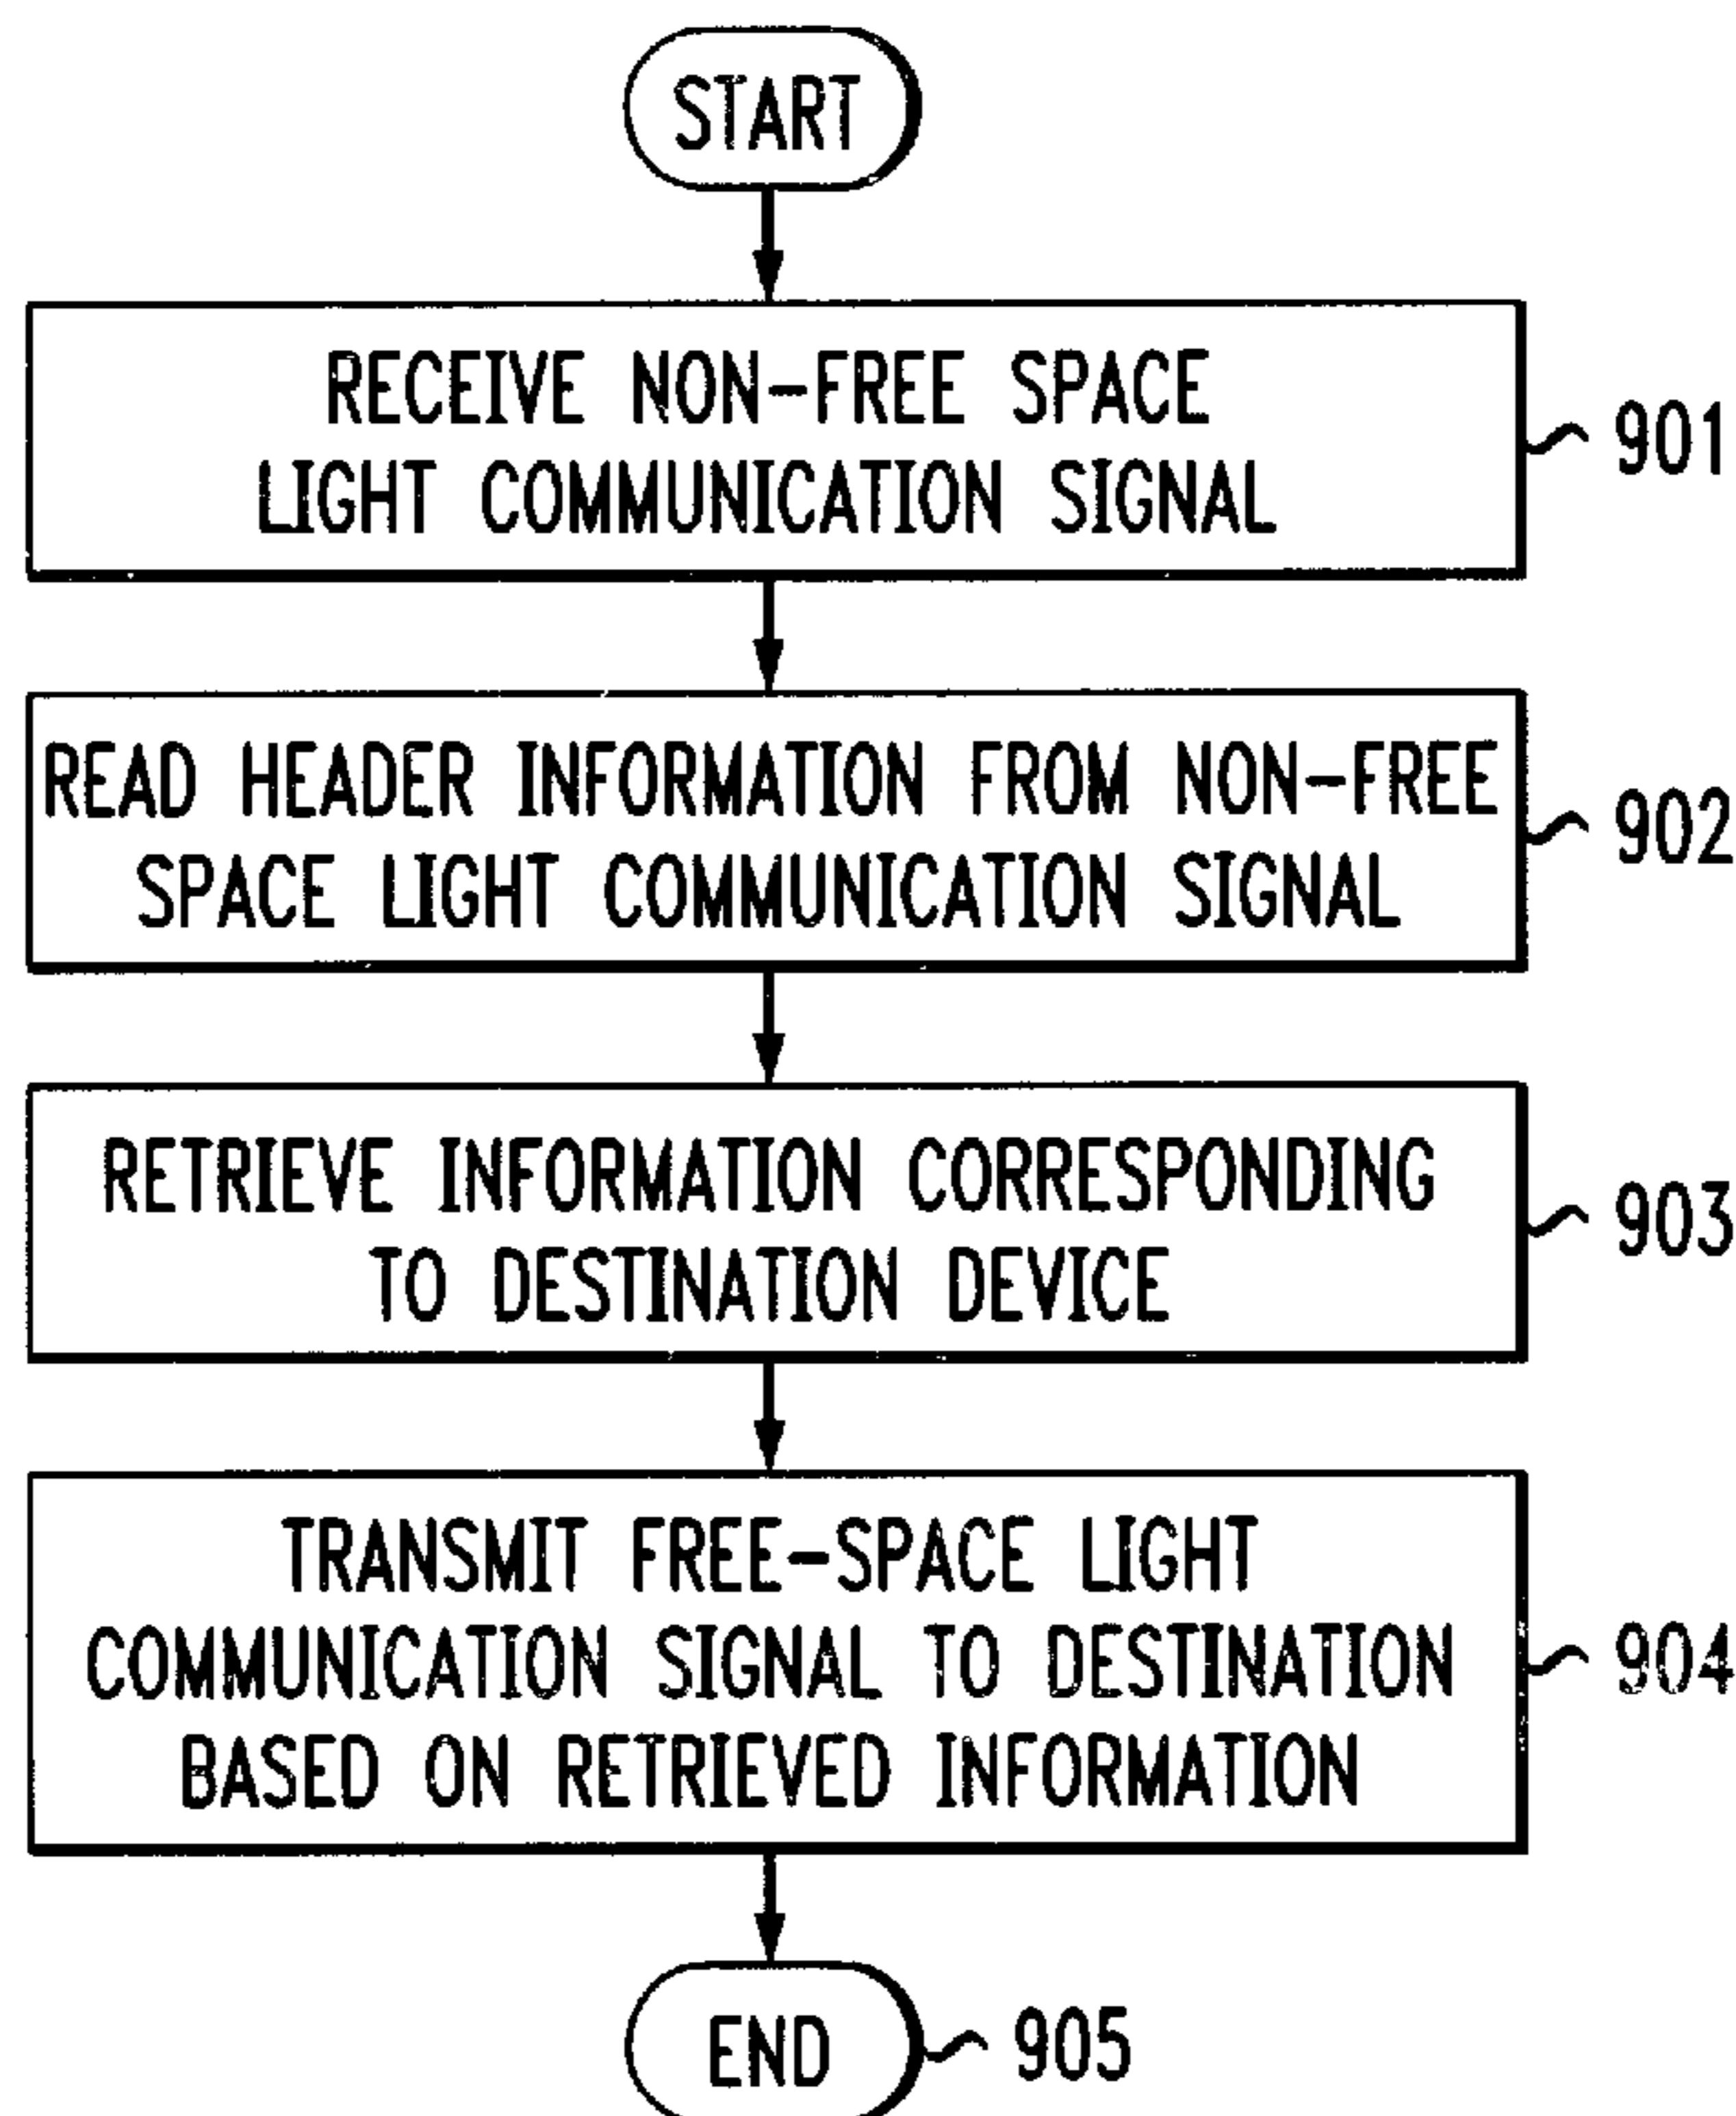 START
RECEIVE NON-FREE SPACE
LIGHT COMMUNICATION SIGNAL
901
READ HEADER INFORMATION FROM NON-FREE
SPACE LIGHT COMMUNICATION SIGNAL
902
RETRIEVE INFORMATION CORRESPONDING
TO DESTINATION DEVICE
903
TRANSMIT FREE-SPACE LIGHT
COMMUNICATION SIGNAL TO DESTINATION
BASED ON RETRIEVED INFORMATION
904
END
905